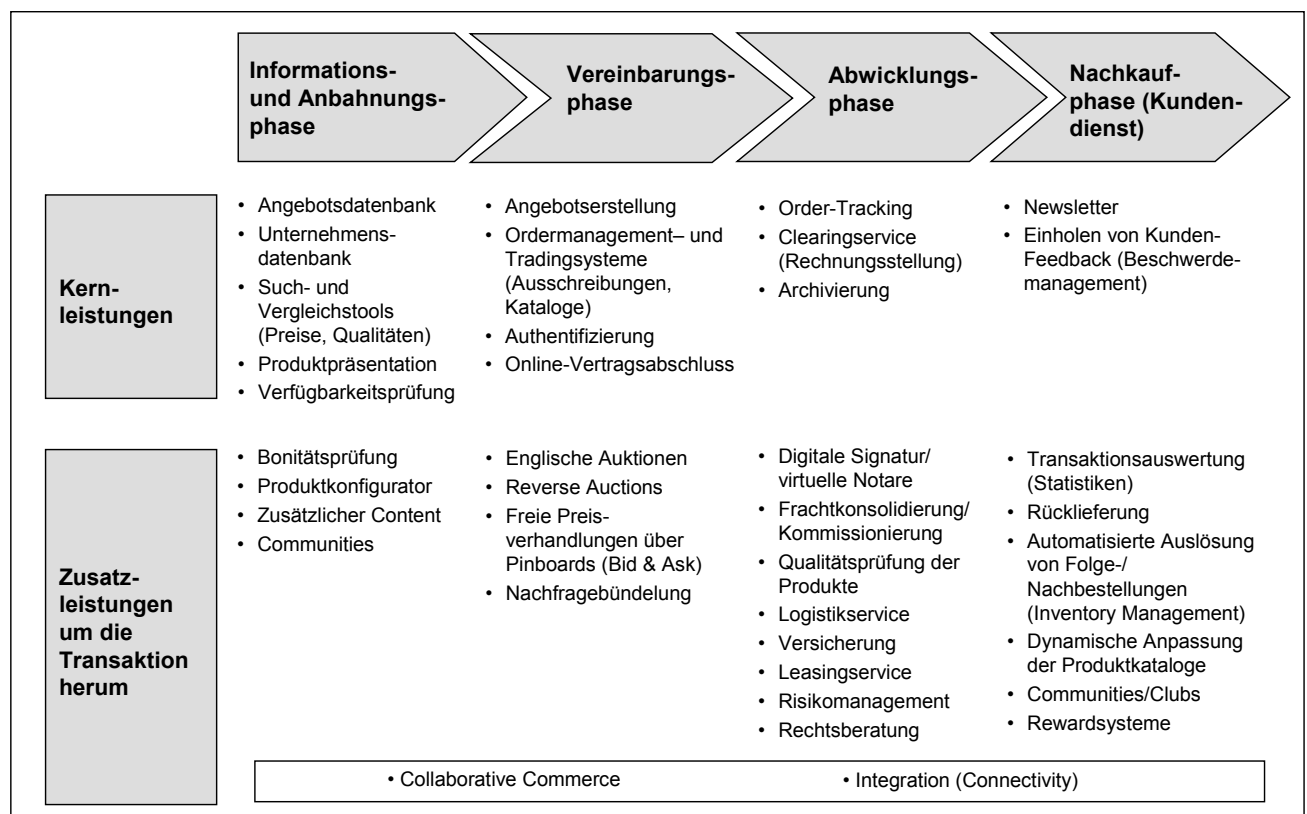 Informations-
und Anbahnungs-
phase
Vereinbarungs-
phase
Abwicklungs-
phase
Nachkauf-
phase (Kunden-
dienst)
Kern-
leistungen
• Angebotsdatenbank
• Unternehmens-
datenbank
• Such- und
Vergleichstools
(Preise, Qualitäten)
• Produktpräsentation
• Verfügbarkeitsprüfung
• Angebotserstellung
• Ordermanagement– und
Tradingsysteme
(Ausschreibungen,
Kataloge)
• Authentifizierung
• Online-Vertragsabschluss
• Order-Tracking
• Clearingservice
(Rechnungsstellung)
• Archivierung
• Newsletter
• Einholen von Kunden-
Feedback (Beschwerde-
management)
Zusatz-
leistungen
um die
Transaktion
herum
• Bonitätsprüfung
• Produktkonfigurator
• Zusätzlicher Content
• Communities
• Englische Auktionen
• Reverse Auctions
• Freie Preis-
verhandlungen über
Pinboards (Bid & Ask)
• Nachfragebündelung
• Digitale Signatur/
virtuelle Notare
• Frachtkonsolidierung/
Kommissionierung
• Qualitätsprüfung der
Produkte
• Logistikservice
• Versicherung
• Leasingservice
• Risikomanagement
• Rechtsberatung
• Transaktionsauswertung
(Statistiken)
• Rücklieferung
• Automatisierte Auslösung
von Folge-/
Nachbestellungen
(Inventory Management)
• Dynamische Anpassung
der Produktkataloge
• Communities/Clubs
• Rewardsysteme
• Collaborative Commerce
• Integration (Connectivity)